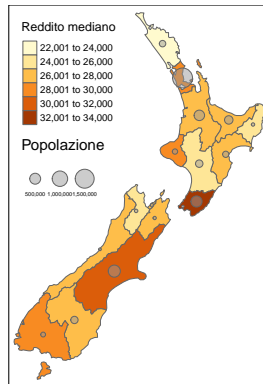 Reddito mediano
22,001 to 24,000
24,001 to 26,000
26,001 to 28,000
28,001 to 30,000
30,001 to 32,000
32,001 to 34,000
Popolazione
500,000 1,000,000 1,500,000